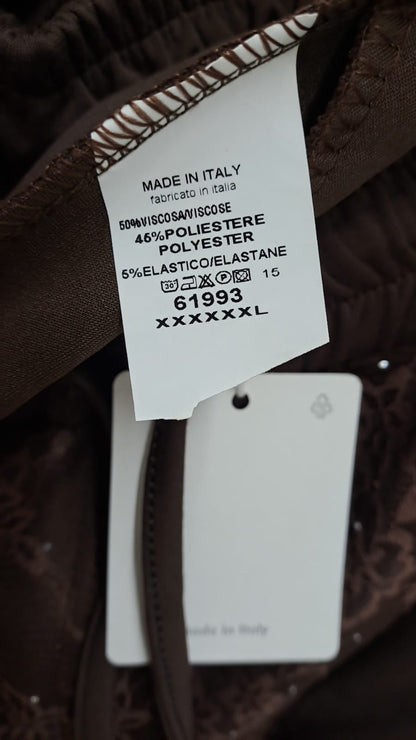 MADE IN ITALY
fabricato in italia
50%VISCOSA/VISCOSE
45%POLIESTERE
POLYESTER
5%ELASTICO/ELASTANE
30 P 15
61993
XXXXXXL
Made in Italy